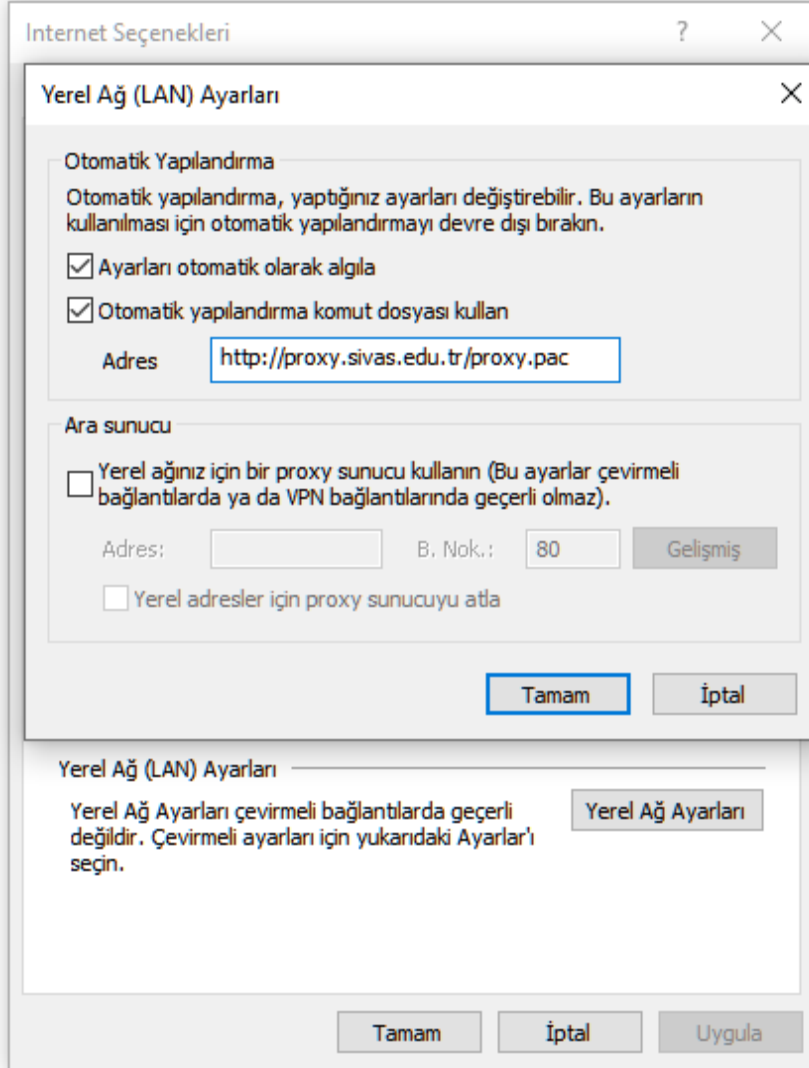 Internet Seçenekleri
Yerel Ağ (LAN) Ayarları
Otomatik Yapılandırma
Otomatik yapılandırma, yaptığınız ayarları değiştirebilir. Bu ayarların
kullanılması için otomatik yapılandırmayı devre dışı bırakın.
Ayarları otomatik olarak algıla
Otomatik yapılandırma komut dosyası kullan
Adres http://proxy.sivas.edu.tr/proxy.pac
Ara sunucu
Yerel ağınız için bir proxy sunucu kullanın (Bu ayarlar çevirmeli
bağlantılarda ya da VPN bağlantılarında geçerli olmaz).
Adres: B. Nok.: 80 Gelişmiş
Yerel adresler için proxy sunucuyu atla
Tamam İptal
Yerel Ağ (LAN) Ayarları
Yerel Ağ Ayarları çevirmeli bağlantılarda geçerli
değildir. Çevirmeli ayarları için yukarıdaki Ayarlar'ı
seçin.
Yerel Ağ Ayarları
Tamam İptal Uygula